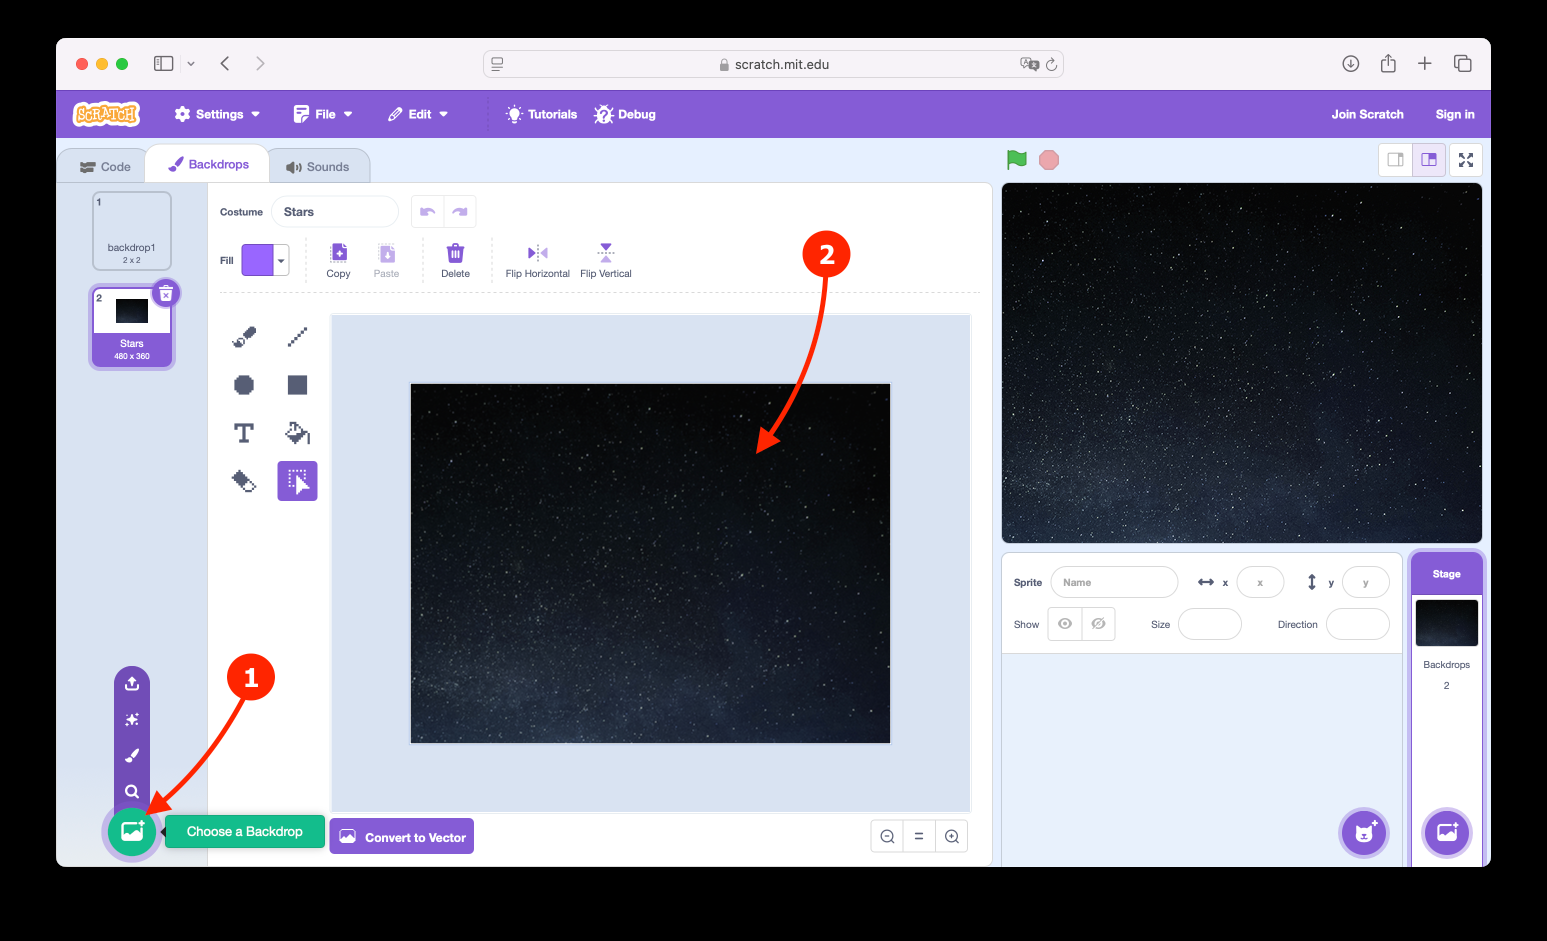 scratch.mit.edu
SCRATCH
Settings
File
Edit
Tutorials
Debug
Join Scratch
Sign in
Code
Backdrops
Sounds
1
backdrop1
2 x 2
2
Stars
480 x 360
Costume
Stars
Fill
Copy
Paste
Delete
Flip Horizontal
Flip Vertical
2
T
1
Choose a Backdrop
Convert to Vector
Sprite
Name
x
x
y
y
Show
Size
Direction
Stage
Backdrops
2